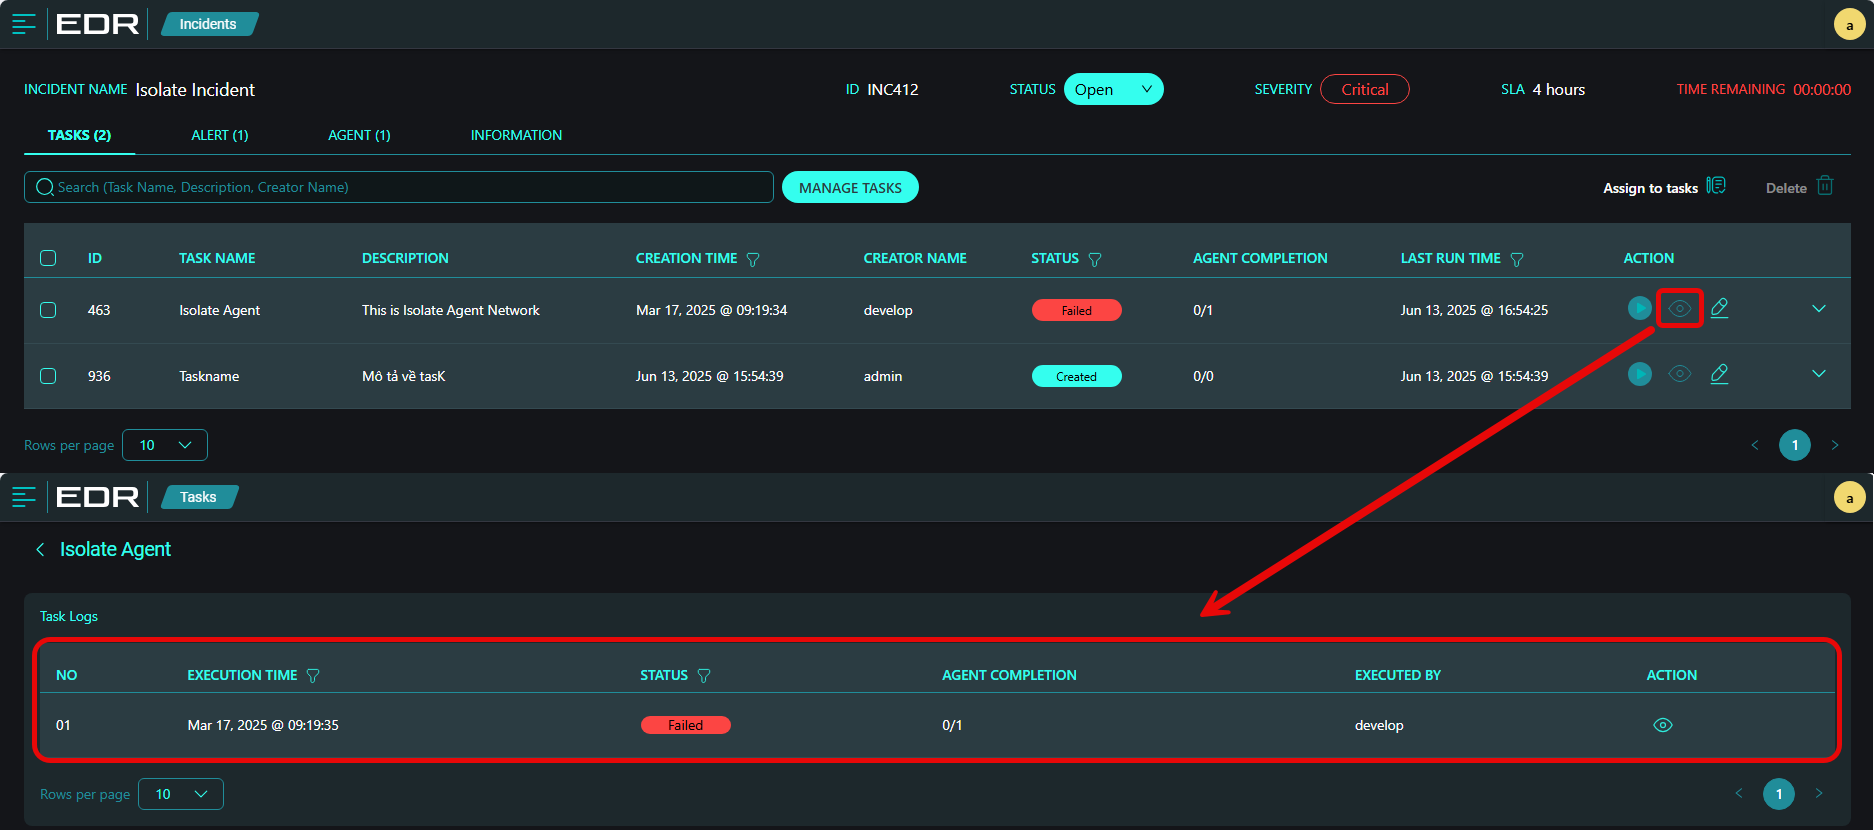 EDR Incidents a
INCIDENT NAME Isolate Incident ID INC412 STATUS Open SEVERITY Critical SLA 4 hours TIME REMAINING 00:00:00
TASKS (2) ALERT (1) AGENT (1) INFORMATION
Search (Task Name, Description, Creator Name) MANAGE TASKS Assign to tasks Delete
ID TASK NAME DESCRIPTION CREATION TIME CREATOR NAME STATUS AGENT COMPLETION LAST RUN TIME ACTION
463 Isolate Agent This is Isolate Agent Network Mar 17, 2025 @ 09:19:34 develop Failed 0/1 Jun 13, 2025 @ 16:54:25
936 Taskname Mô tả về tasK Jun 13, 2025 @ 15:54:39 admin Created 0/0 Jun 13, 2025 @ 15:54:39
Rows per page 10 1
EDR Tasks a
Isolate Agent
Task Logs
NO EXECUTION TIME STATUS AGENT COMPLETION EXECUTED BY ACTION
01 Mar 17, 2025 @ 09:19:35 Failed 0/1 develop
Rows per page 10 1